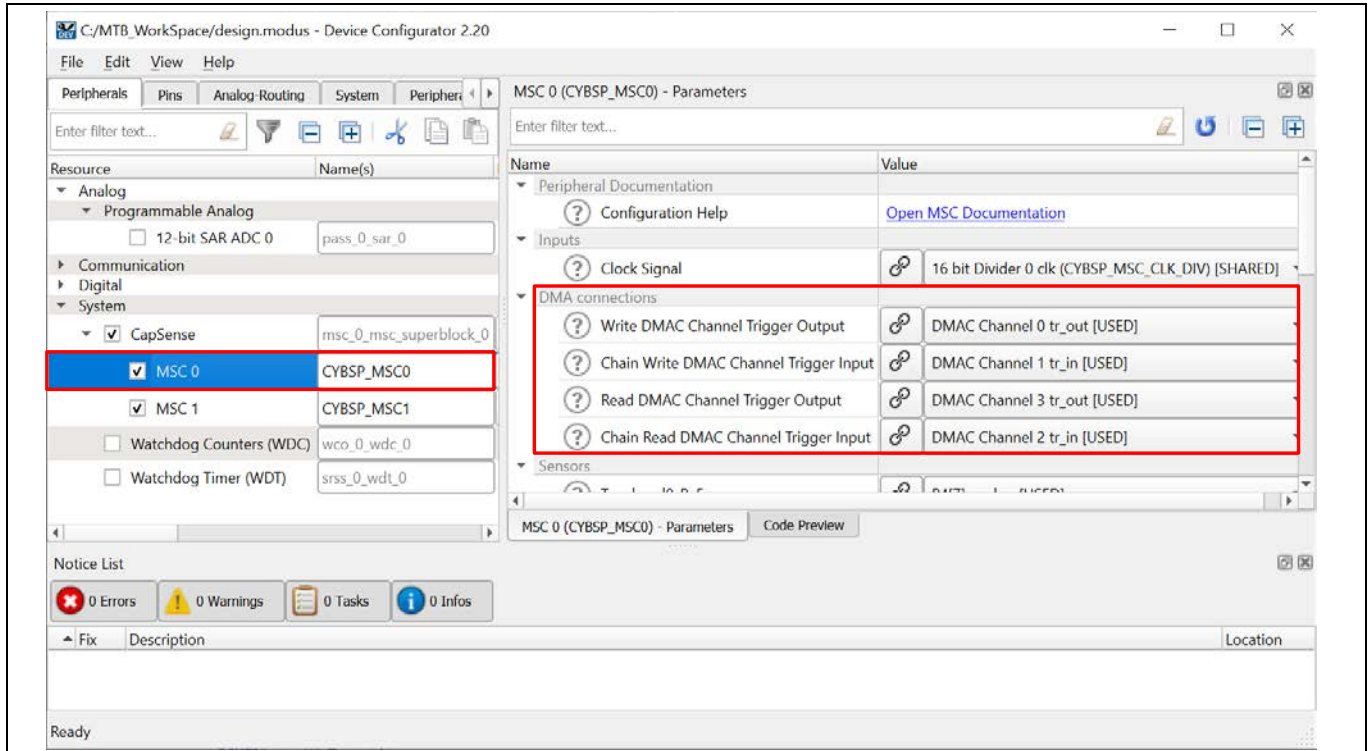 C:/MTB_WorkSpace/design.modus - Device Configurator 2.20
File Edit View Help
Peripherals Pins Analog-Routing System Periphera
Enter filter text...
Resource Name(s)
Analog
Programmable Analog
12-bit SAR ADC 0 pass_0_sar_0
Communication
Digital
System
CapSense msc_0_msc_superblock_0
MSC 0 CYBSP_MSC0
MSC 1 CYBSP_MSC1
Watchdog Counters (WDC) wco_0_wdc_0
Watchdog Timer (WDT) srss_0_wdt_0
MSC 0 (CYBSP_MSC0) - Parameters
Enter filter text...
Name Value
Peripheral Documentation
? Configuration Help Open MSC Documentation
Inputs
? Clock Signal 16 bit Divider 0 clk (CYBSP_MSC_CLK_DIV) [SHARED]
DMA connections
? Write DMAC Channel Trigger Output DMAC Channel 0 tr_out [USED]
? Chain Write DMAC Channel Trigger Input DMAC Channel 1 tr_in [USED]
? Read DMAC Channel Trigger Output DMAC Channel 3 tr_out [USED]
? Chain Read DMAC Channel Trigger Input DMAC Channel 2 tr_in [USED]
Sensors
MSC 0 (CYBSP_MSC0) - Parameters Code Preview
Notice List
0 Errors 0 Warnings 0 Tasks 0 Infos
Fix Description Location
Ready